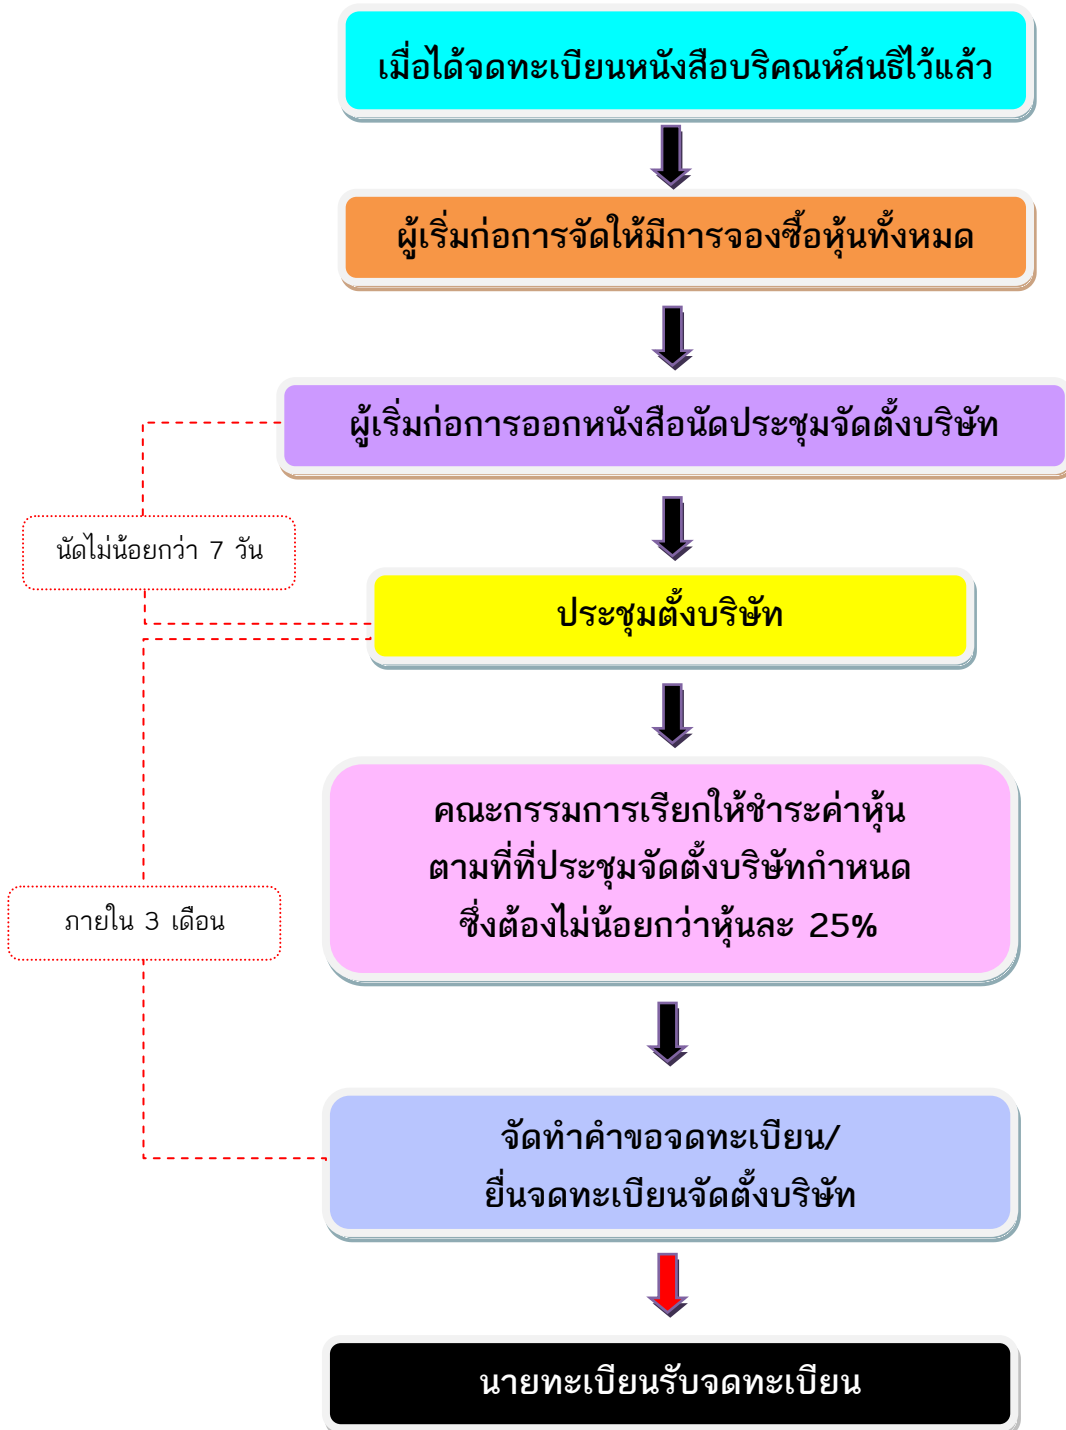 เมื่อได้จดทะเบียนหนังสือบริคณห์สนธิไว้แล้ว
ผู้เริ่มก่อการจัดให้มีการจองซื้อหุ้นทั้งหมด
ผู้เริ่มก่อการออกหนังสือนัดประชุมจัดตั้งบริษัท
นัดไม่น้อยกว่า 7 วัน
ประชุมตั้งบริษัท
คณะกรรมการเรียกให้ชำระค่าหุ้น
ตามที่ที่ประชุมจัดตั้งบริษัทกำหนด
ซึ่งต้องไม่น้อยกว่าหุ้นละ 25%
ภายใน 3 เดือน
จัดทำคำขอจดทะเบียน/
ยื่นจดทะเบียนจัดตั้งบริษัท
นายทะเบียนรับจดทะเบียน